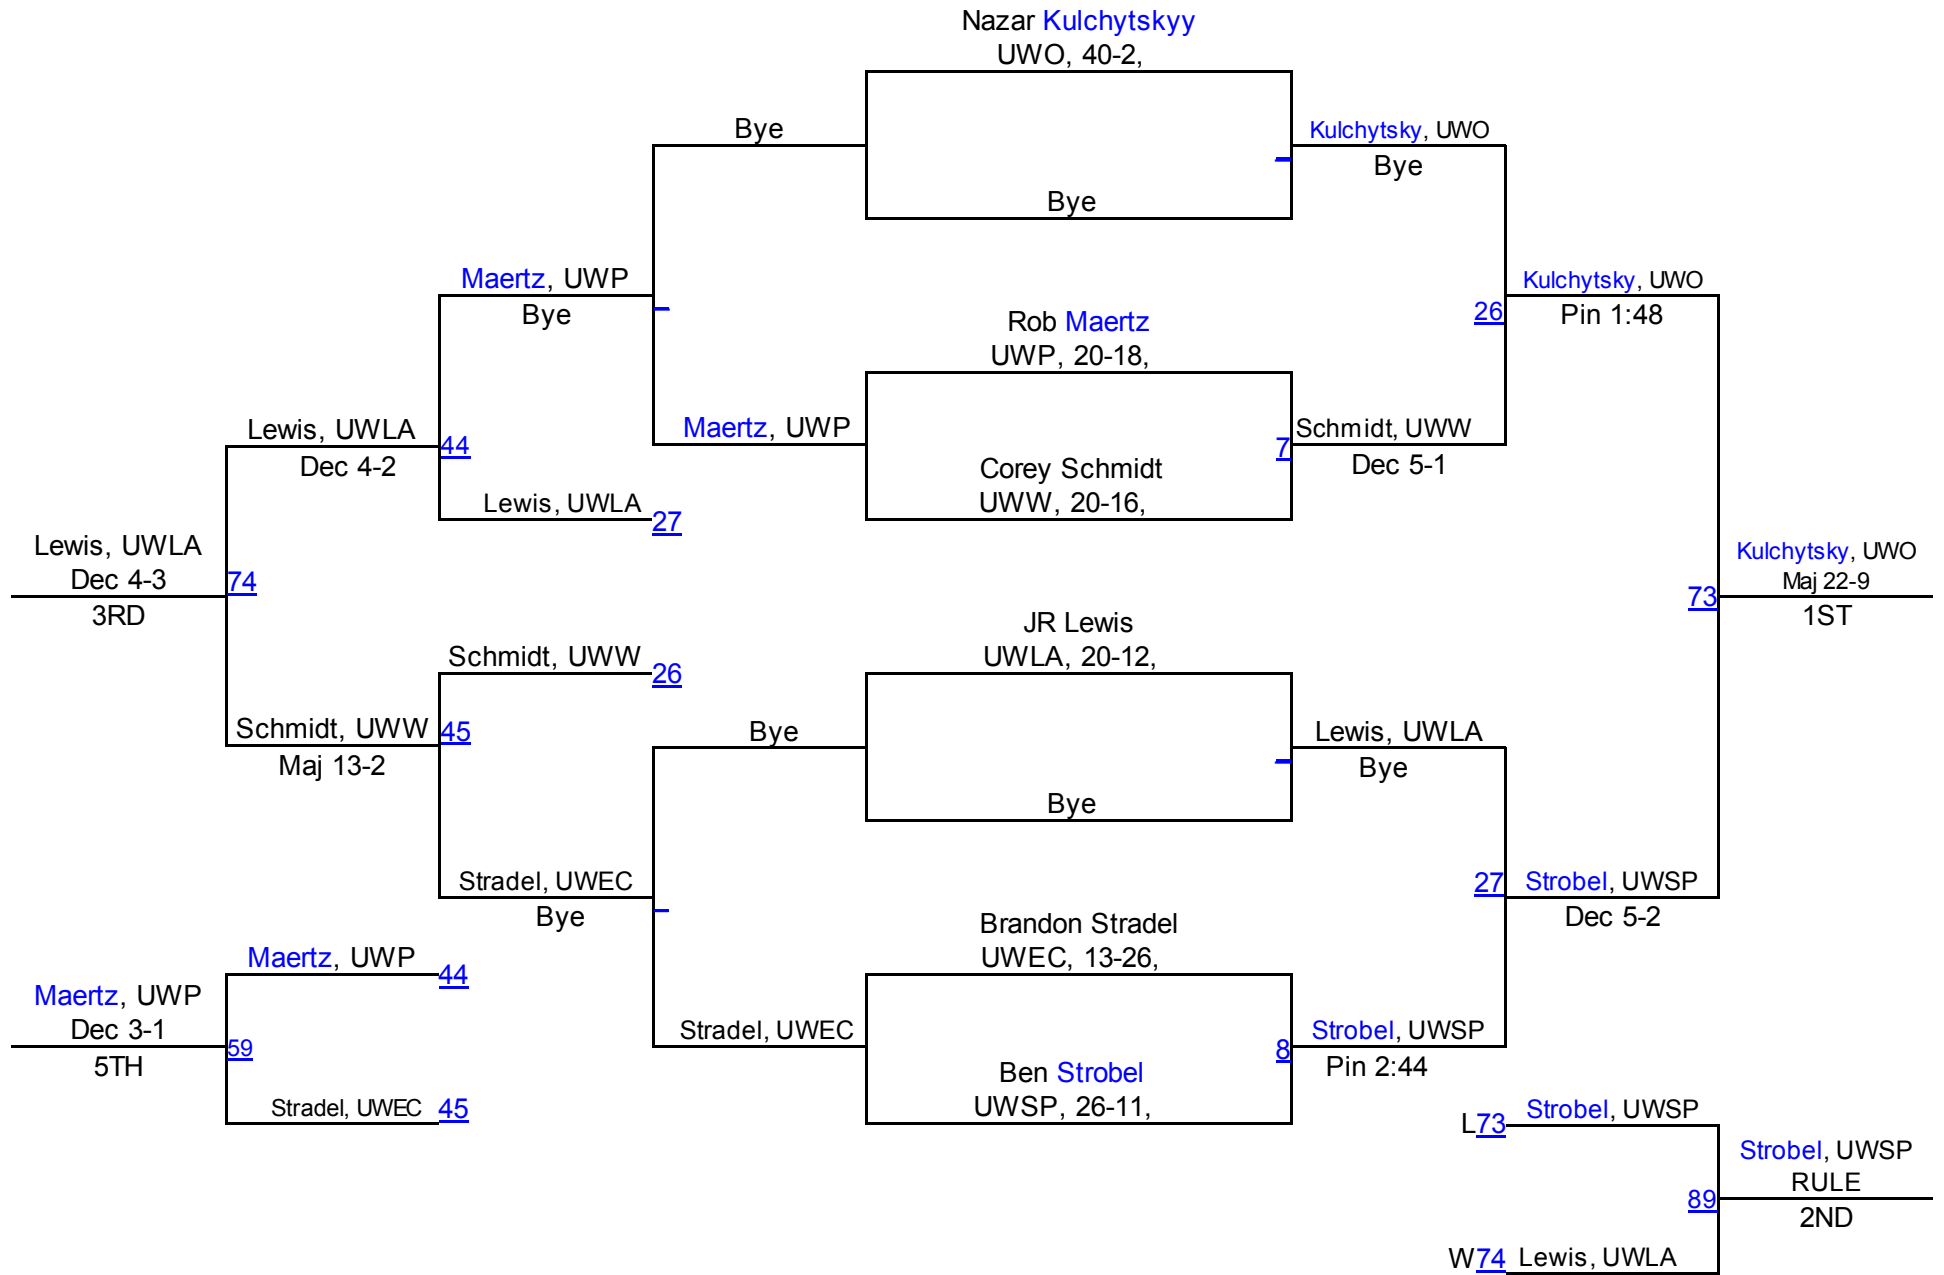 Nazar Kulchytskyy
UWO, 40-2,
Bye
Kulchytsky, UWO
Bye
Bye
Maertz, UWP
Bye
Kulchytsky, UWO
26
Pin 1:48
Rob Maertz
UWP, 20-18,
Lewis, UWLA
44
Dec 4-2
Maertz, UWP
7
Schmidt, UWW
Dec 5-1
Corey Schmidt
UWW, 20-16,
Lewis, UWLA
27
Lewis, UWLA
Dec 4-3
74
3RD
Kulchytsky, UWO
Maj 22-9
73
1ST
JR Lewis
UWLA, 20-12,
Schmidt, UWW
26
Schmidt, UWW
45
Maj 13-2
Bye
Lewis, UWLA
Bye
Bye
Stradel, UWEC
Bye
27
Strobel, UWSP
Dec 5-2
Brandon Stradel
UWEC, 13-26,
Maertz, UWP
44
Maertz, UWP
Dec 3-1
59
5TH
Stradel, UWEC
8
Strobel, UWSP
Pin 2:44
Ben Strobel
UWSP, 26-11,
Stradel, UWEC 45
L73
Strobel, UWSP
Strobel, UWSP
RULE
89
2ND
W74 Lewis, UWLA